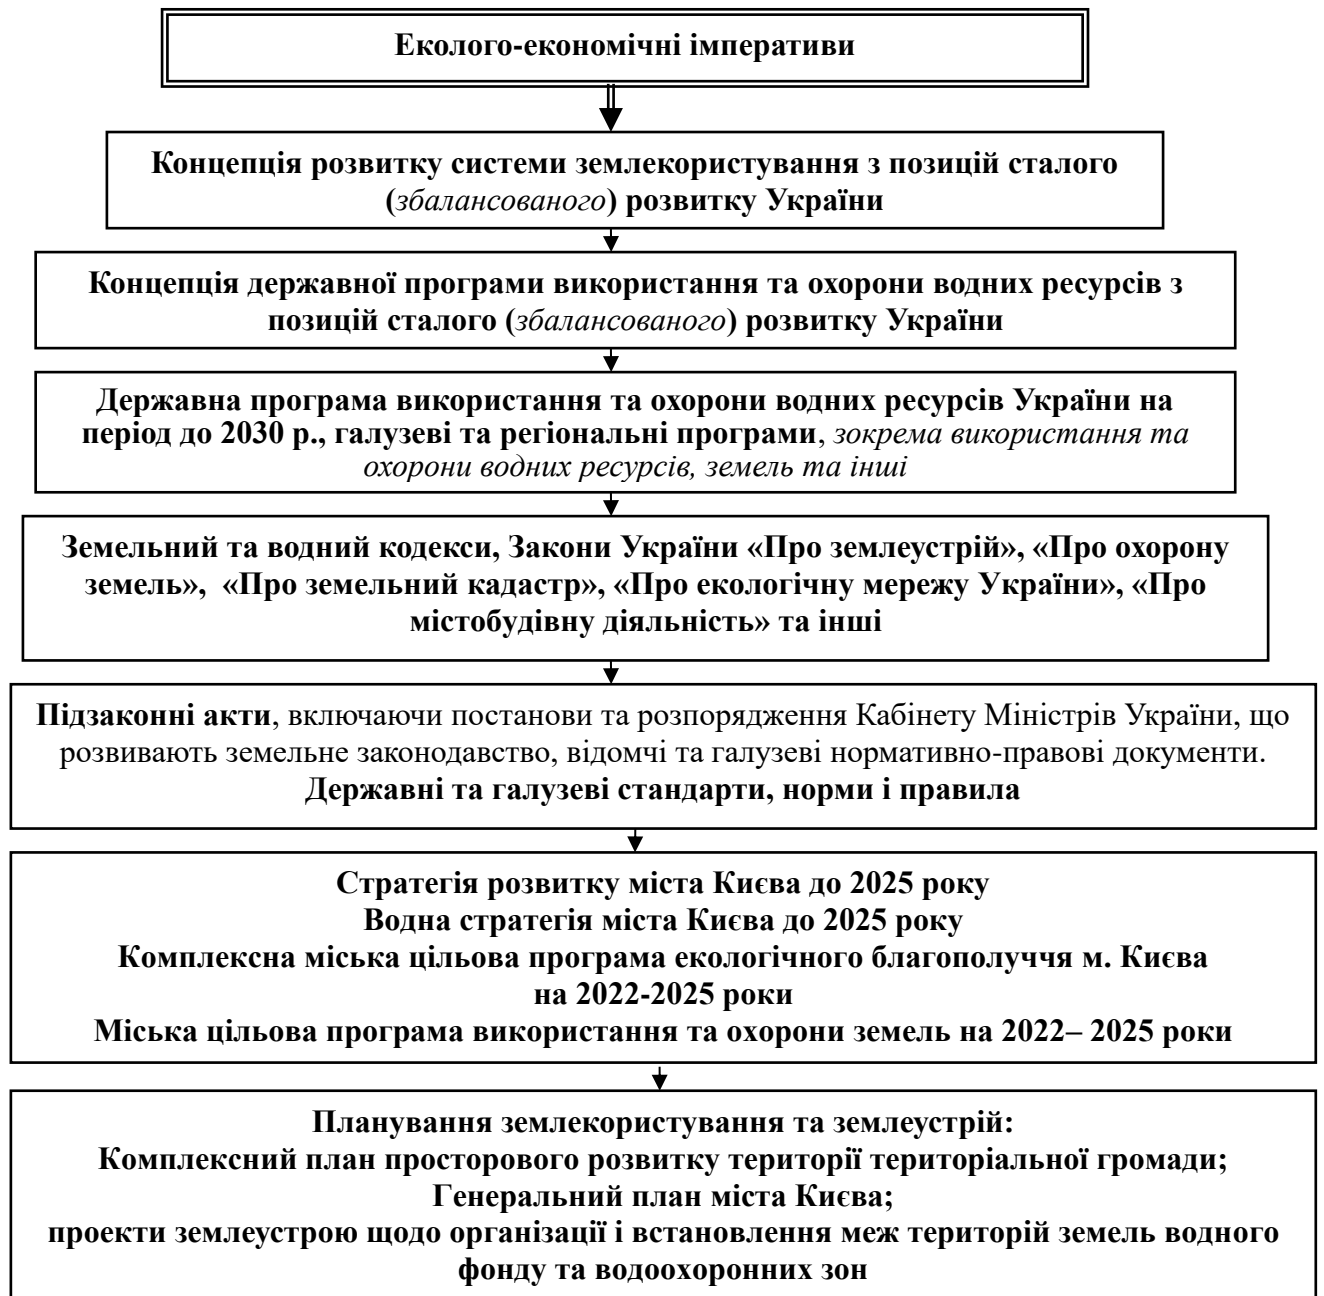 Еколого-економічні імперативи
Концепція розвитку системи землекористування з позицій сталого
(збалансованого) розвитку України
Концепція державної програми використання та охорони водних ресурсів з
позицій сталого (збалансованого) розвитку України
Державна програма використання та охорони водних ресурсів України на
період до 2030 р., галузеві та регіональні програми, зокрема використання та
охорони водних ресурсів, земель та інші
Земельний та водний кодекси, Закони України «Про землеустрій», «Про охорону
земель», «Про земельний кадастр», «Про екологічну мережу України», «Про
містобудівну діяльність» та інші
Підзаконні акти, включаючи постанови та розпорядження Кабінету Міністрів України, що
розвивають земельне законодавство, відомчі та галузеві нормативно-правові документи.
Державні та галузеві стандарти, норми і правила
Стратегія розвитку міста Києва до 2025 року
Водна стратегія міста Києва до 2025 року
Комплексна міська цільова програма екологічного благополуччя м. Києва
на 2022-2025 роки
Міська цільова програма використання та охорони земель на 2022– 2025 роки
Планування землекористування та землеустрій:
Комплексний план просторового розвитку території територіальної громади;
Генеральний план міста Києва;
проекти землеустрою щодо організації і встановлення меж територій земель водного
фонду та водоохоронних зон